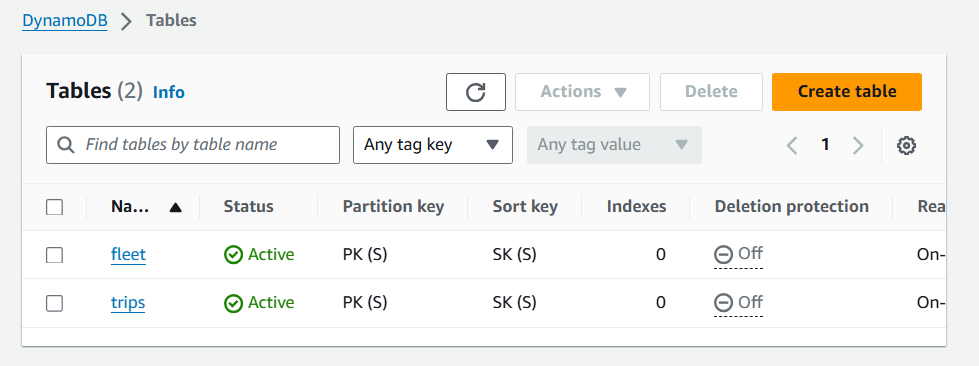 DynamoDB > Tables
Tables (2) Info Actions Delete Create table
Find tables by table name Any tag key Any tag value 1
Na... Status Partition key Sort key Indexes Deletion protection Rea
fleet Active PK (S) SK (S) 0 Off On-
trips Active PK (S) SK (S) 0 Off On-